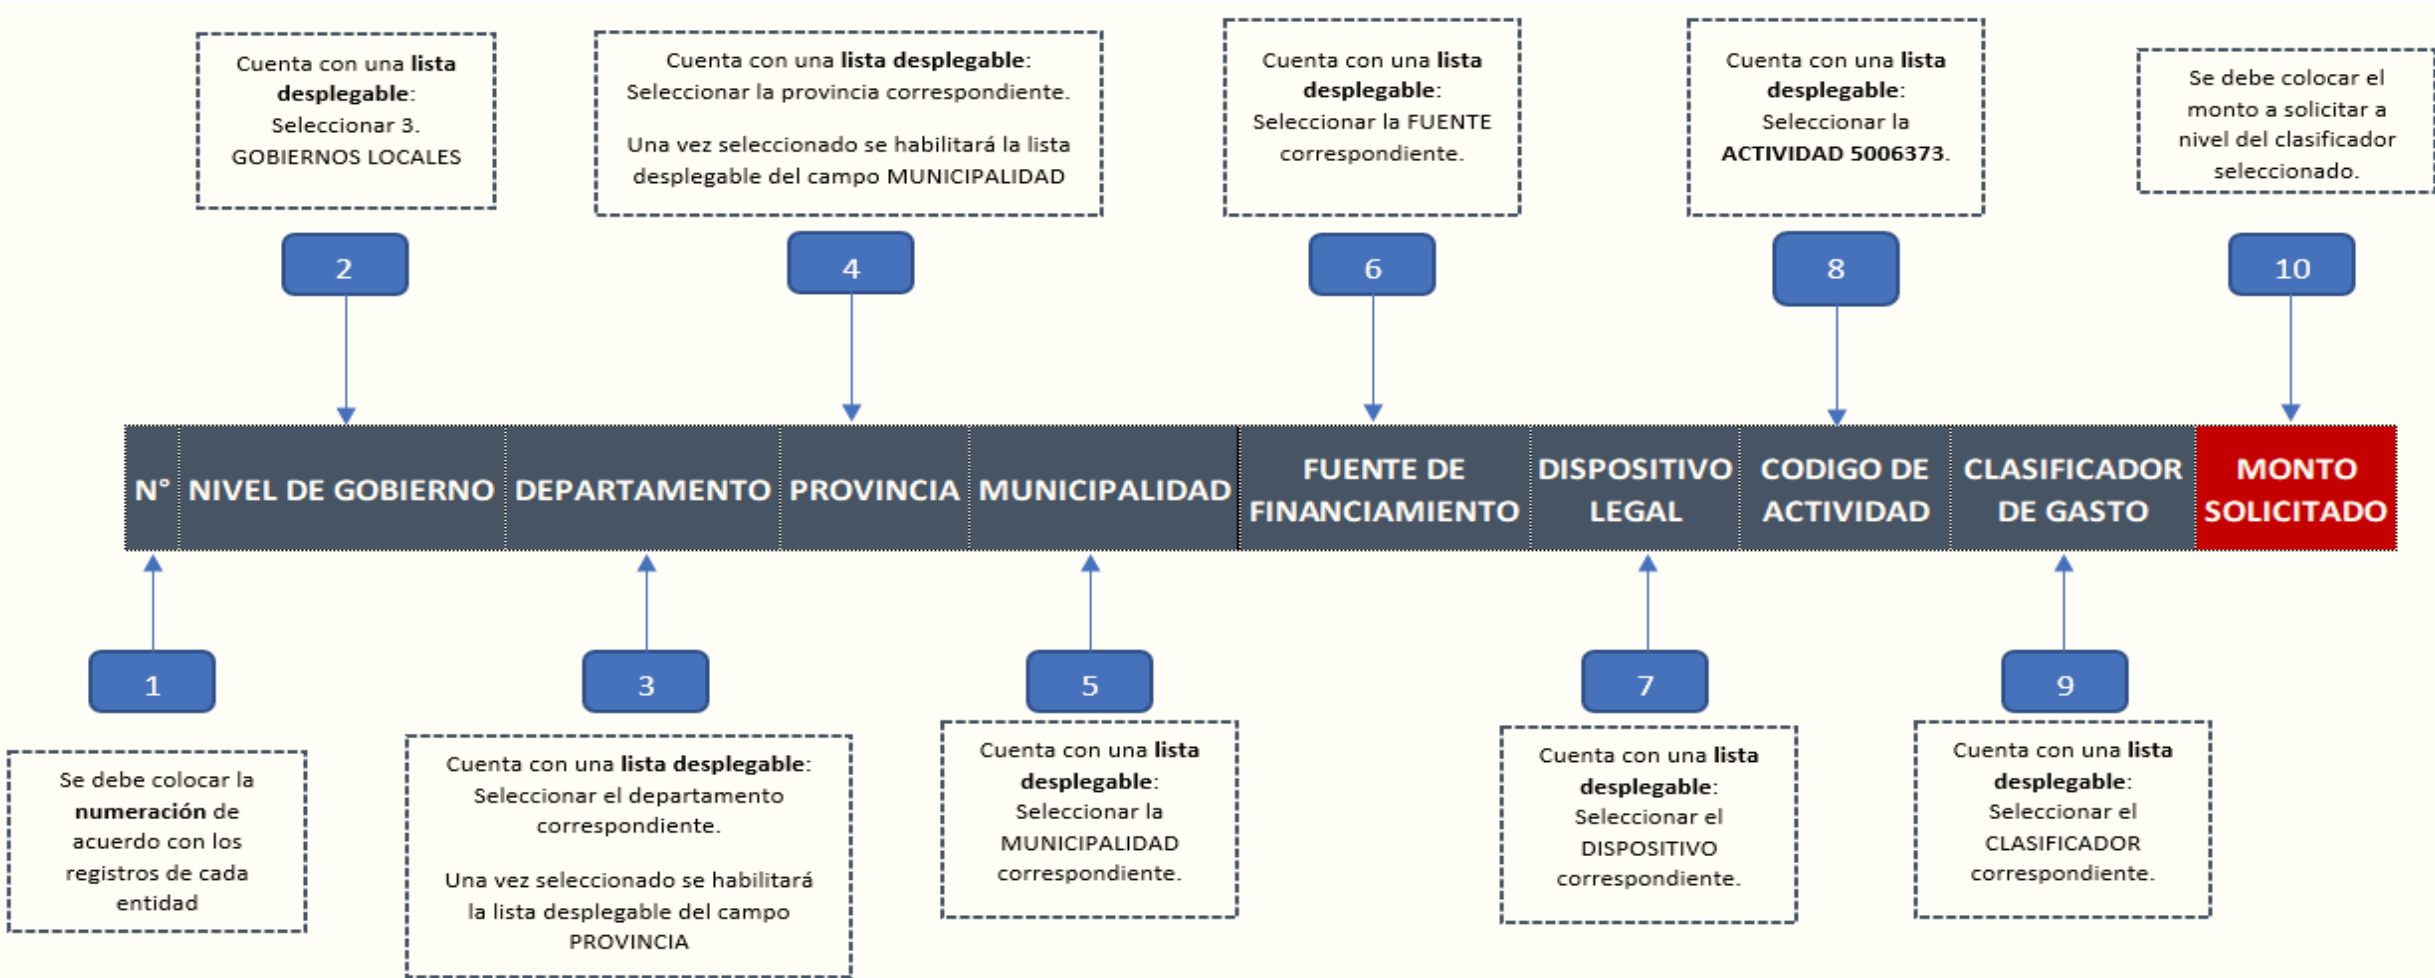 Cuenta con una lista
desplegable:
Seleccionar 3.
GOBIERNOS LOCALES
Cuenta con una lista desplegable:
Seleccionar la provincia correspondiente.
Una vez seleccionado se habilitará la lista
desplegable del campo MUNICIPALIDAD
Cuenta con una lista
desplegable:
Seleccionar la FUENTE
correspondiente.
Cuenta con una lista
desplegable:
Seleccionar la
ACTIVIDAD 5006373.
Se debe colocar el
monto a solicitar a
nivel del clasificador
seleccionado.
2
4
6
8
10
N°
NIVEL DE GOBIERNO
DEPARTAMENTO
PROVINCIA
MUNICIPALIDAD
FUENTE DE
FINANCIAMIENTO
DISPOSITIVO
LEGAL
CODIGO DE
ACTIVIDAD
CLASIFICADOR
DE GASTO
MONTO
SOLICITADO
1
3
5
7
9
Se debe colocar la
numeración de
acuerdo con los
registros de cada
entidad
Cuenta con una lista desplegable:
Seleccionar el departamento
correspondiente.
Una vez seleccionado se habilitará
la lista desplegable del campo
PROVINCIA
Cuenta con una lista
desplegable:
Seleccionar la
MUNICIPALIDAD
correspondiente.
Cuenta con una lista
desplegable:
Seleccionar el
DISPOSITIVO
correspondiente.
Cuenta con una lista
desplegable:
Seleccionar el
CLASIFICADOR
correspondiente.